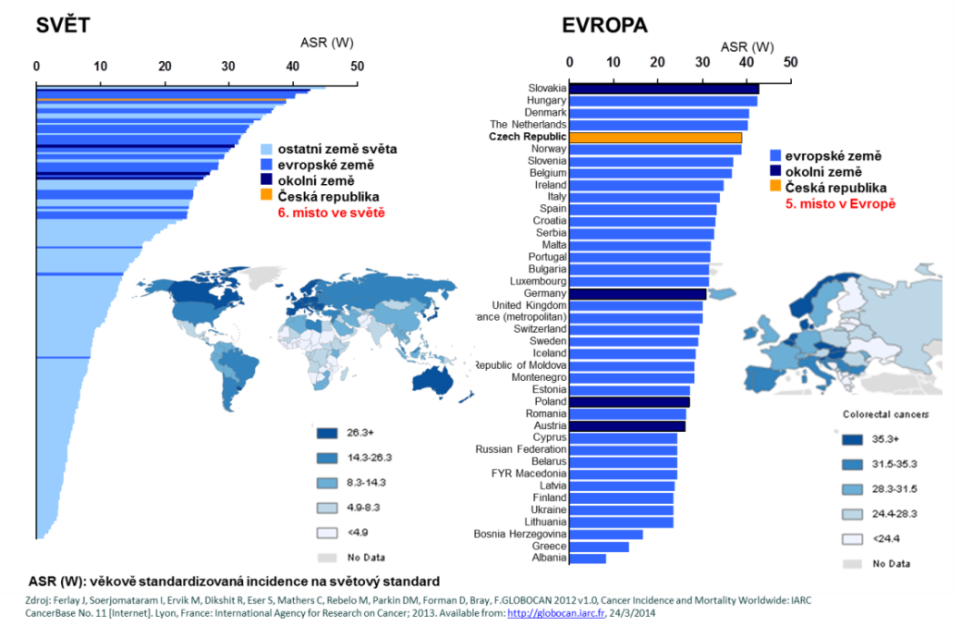 SVĚT
ASR (W)
0 10 20 30 40 50
ostatní země světa
evropské země
okolní země
Česká republika
6. místo ve světě
26.3+
14.3-26.3
8.3-14.3
4.9-8.3
<4.9
No Data
EVROPA
ASR (W)
0 10 20 30 40 50
Slovakia
Hungary
Denmark
The Netherlands
Czech Republic
Norway
Slovenia
Belgium
Ireland
Italy
Spain
Croatia
Serbia
Malta
Portugal
Bulgaria
Luxembourg
Germany
United Kingdom
rance (metropolitan)
Switzerland
Sweden
Iceland
Republic of Moldova
Montenegro
Estonia
Poland
Romania
Austria
Cyprus
Russian Federation
Belarus
FYR Macedonia
Latvia
Finland
Ukraine
Lithuania
Bosnia Herzegovina
Greece
Albania
evropské země
okolní země
Česká republika
5. místo v Evropě
Colorectal cancers
35.3+
31.5-35.3
28.3-31.5
24.4-28.3
<24.4
No Data
ASR (W): věkově standardizovaná incidence na světový standard
Zdroj: Ferlay J, Soerjomataram I, Ervik M, Dikshit R, Eser S, Mathers C, Rebelo M, Parkin DM, Forman D, Bray, F.GLOBOCAN 2012 v1.0, Cancer Incidence and Mortality Worldwide: IARC
CancerBase No. 11 [Internet]. Lyon, France: International Agency for Research on Cancer; 2013. Available from: http://globocan.iarc.fr, 24/3/2014